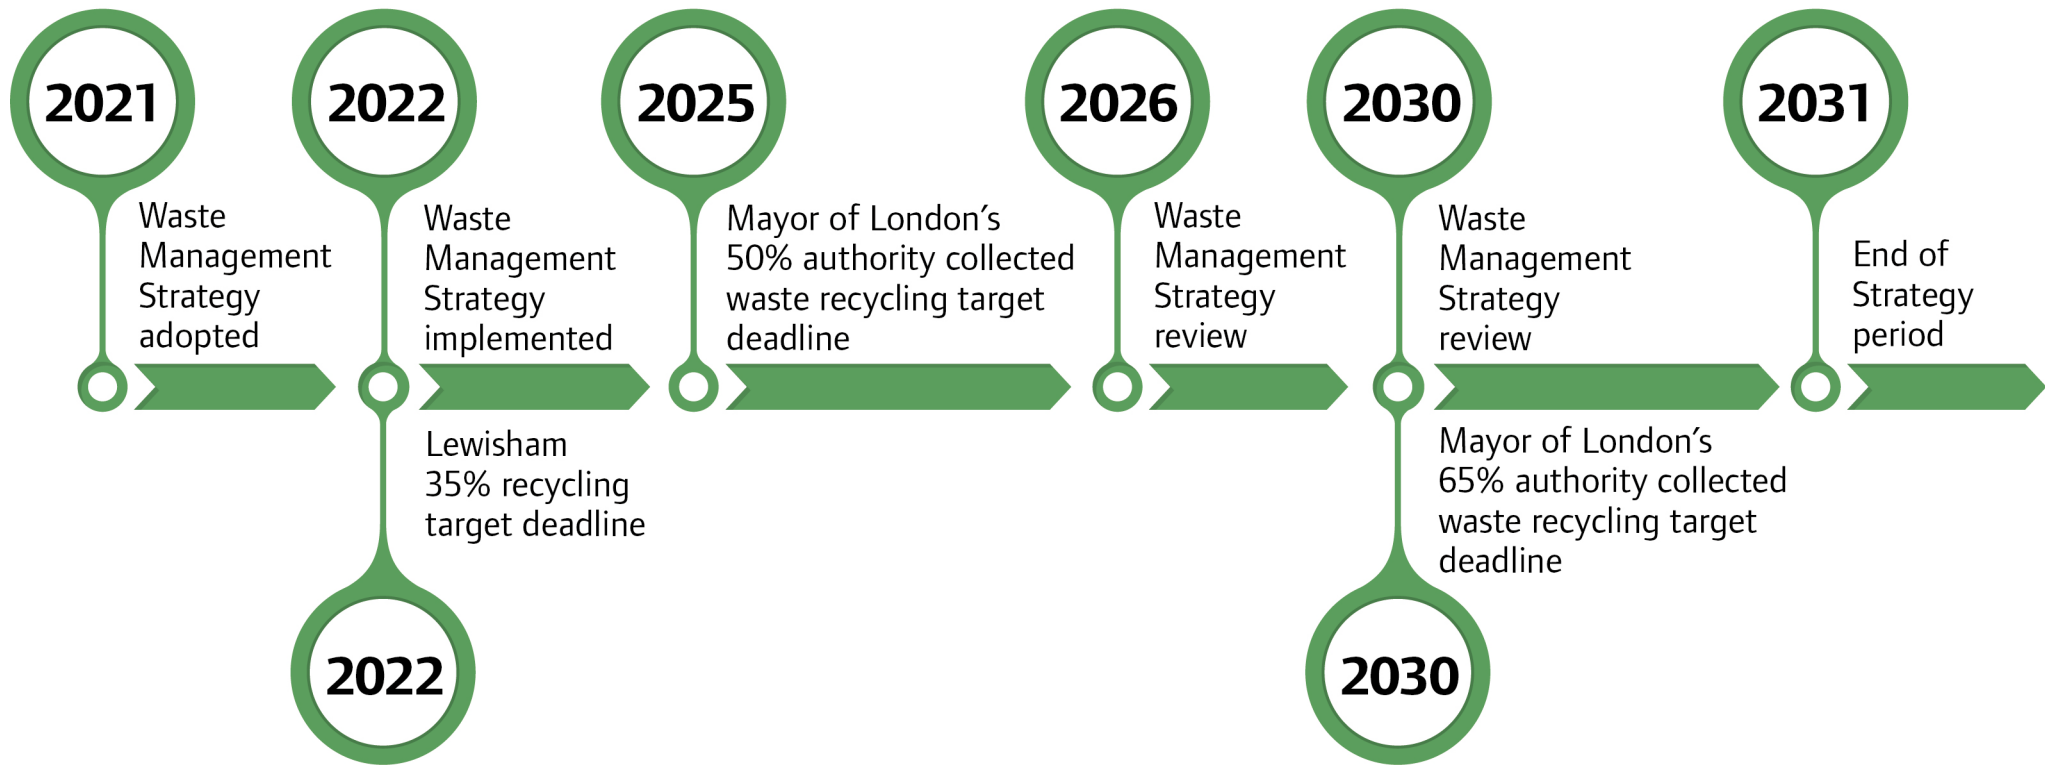 2021
Waste
Management
Strategy
adopted
2022
Waste
Management
Strategy
implemented
2025
Mayor of London’s
50% authority collected
waste recycling target
deadline
2026
Waste
Management
Strategy
review
2030
Waste
Management
Strategy
review
2031
End of
Strategy
period
Lewisham
35% recycling
target deadline
2022
Mayor of London’s
65% authority collected
waste recycling target
deadline
2030